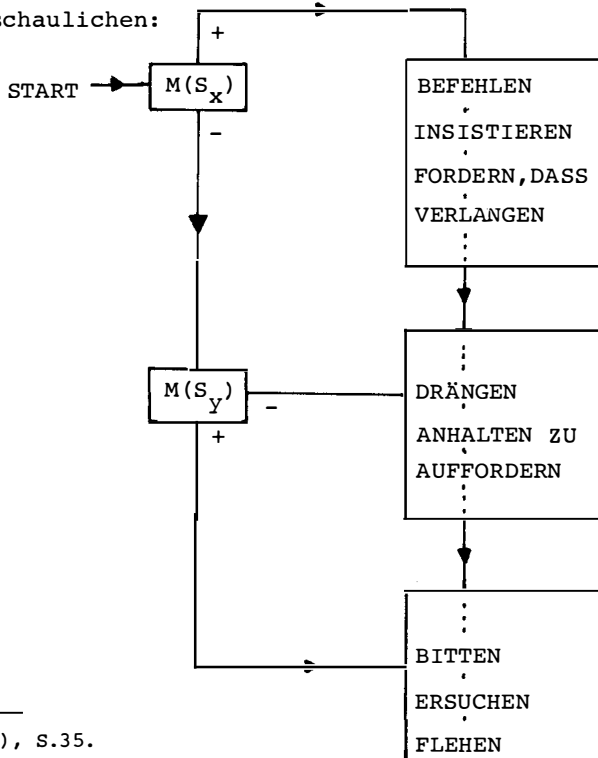 schaulichen:
+
START M(Sx) BEFEHLEN
-
INSISTIEREN
FORDERN,DASS
VERLANGEN
M(Sy) - DRÄNGEN
+
ANHALTEN ZU
AUFFORDERN
BITTEN
ERSUCHEN
), S.35.
FLEHEN